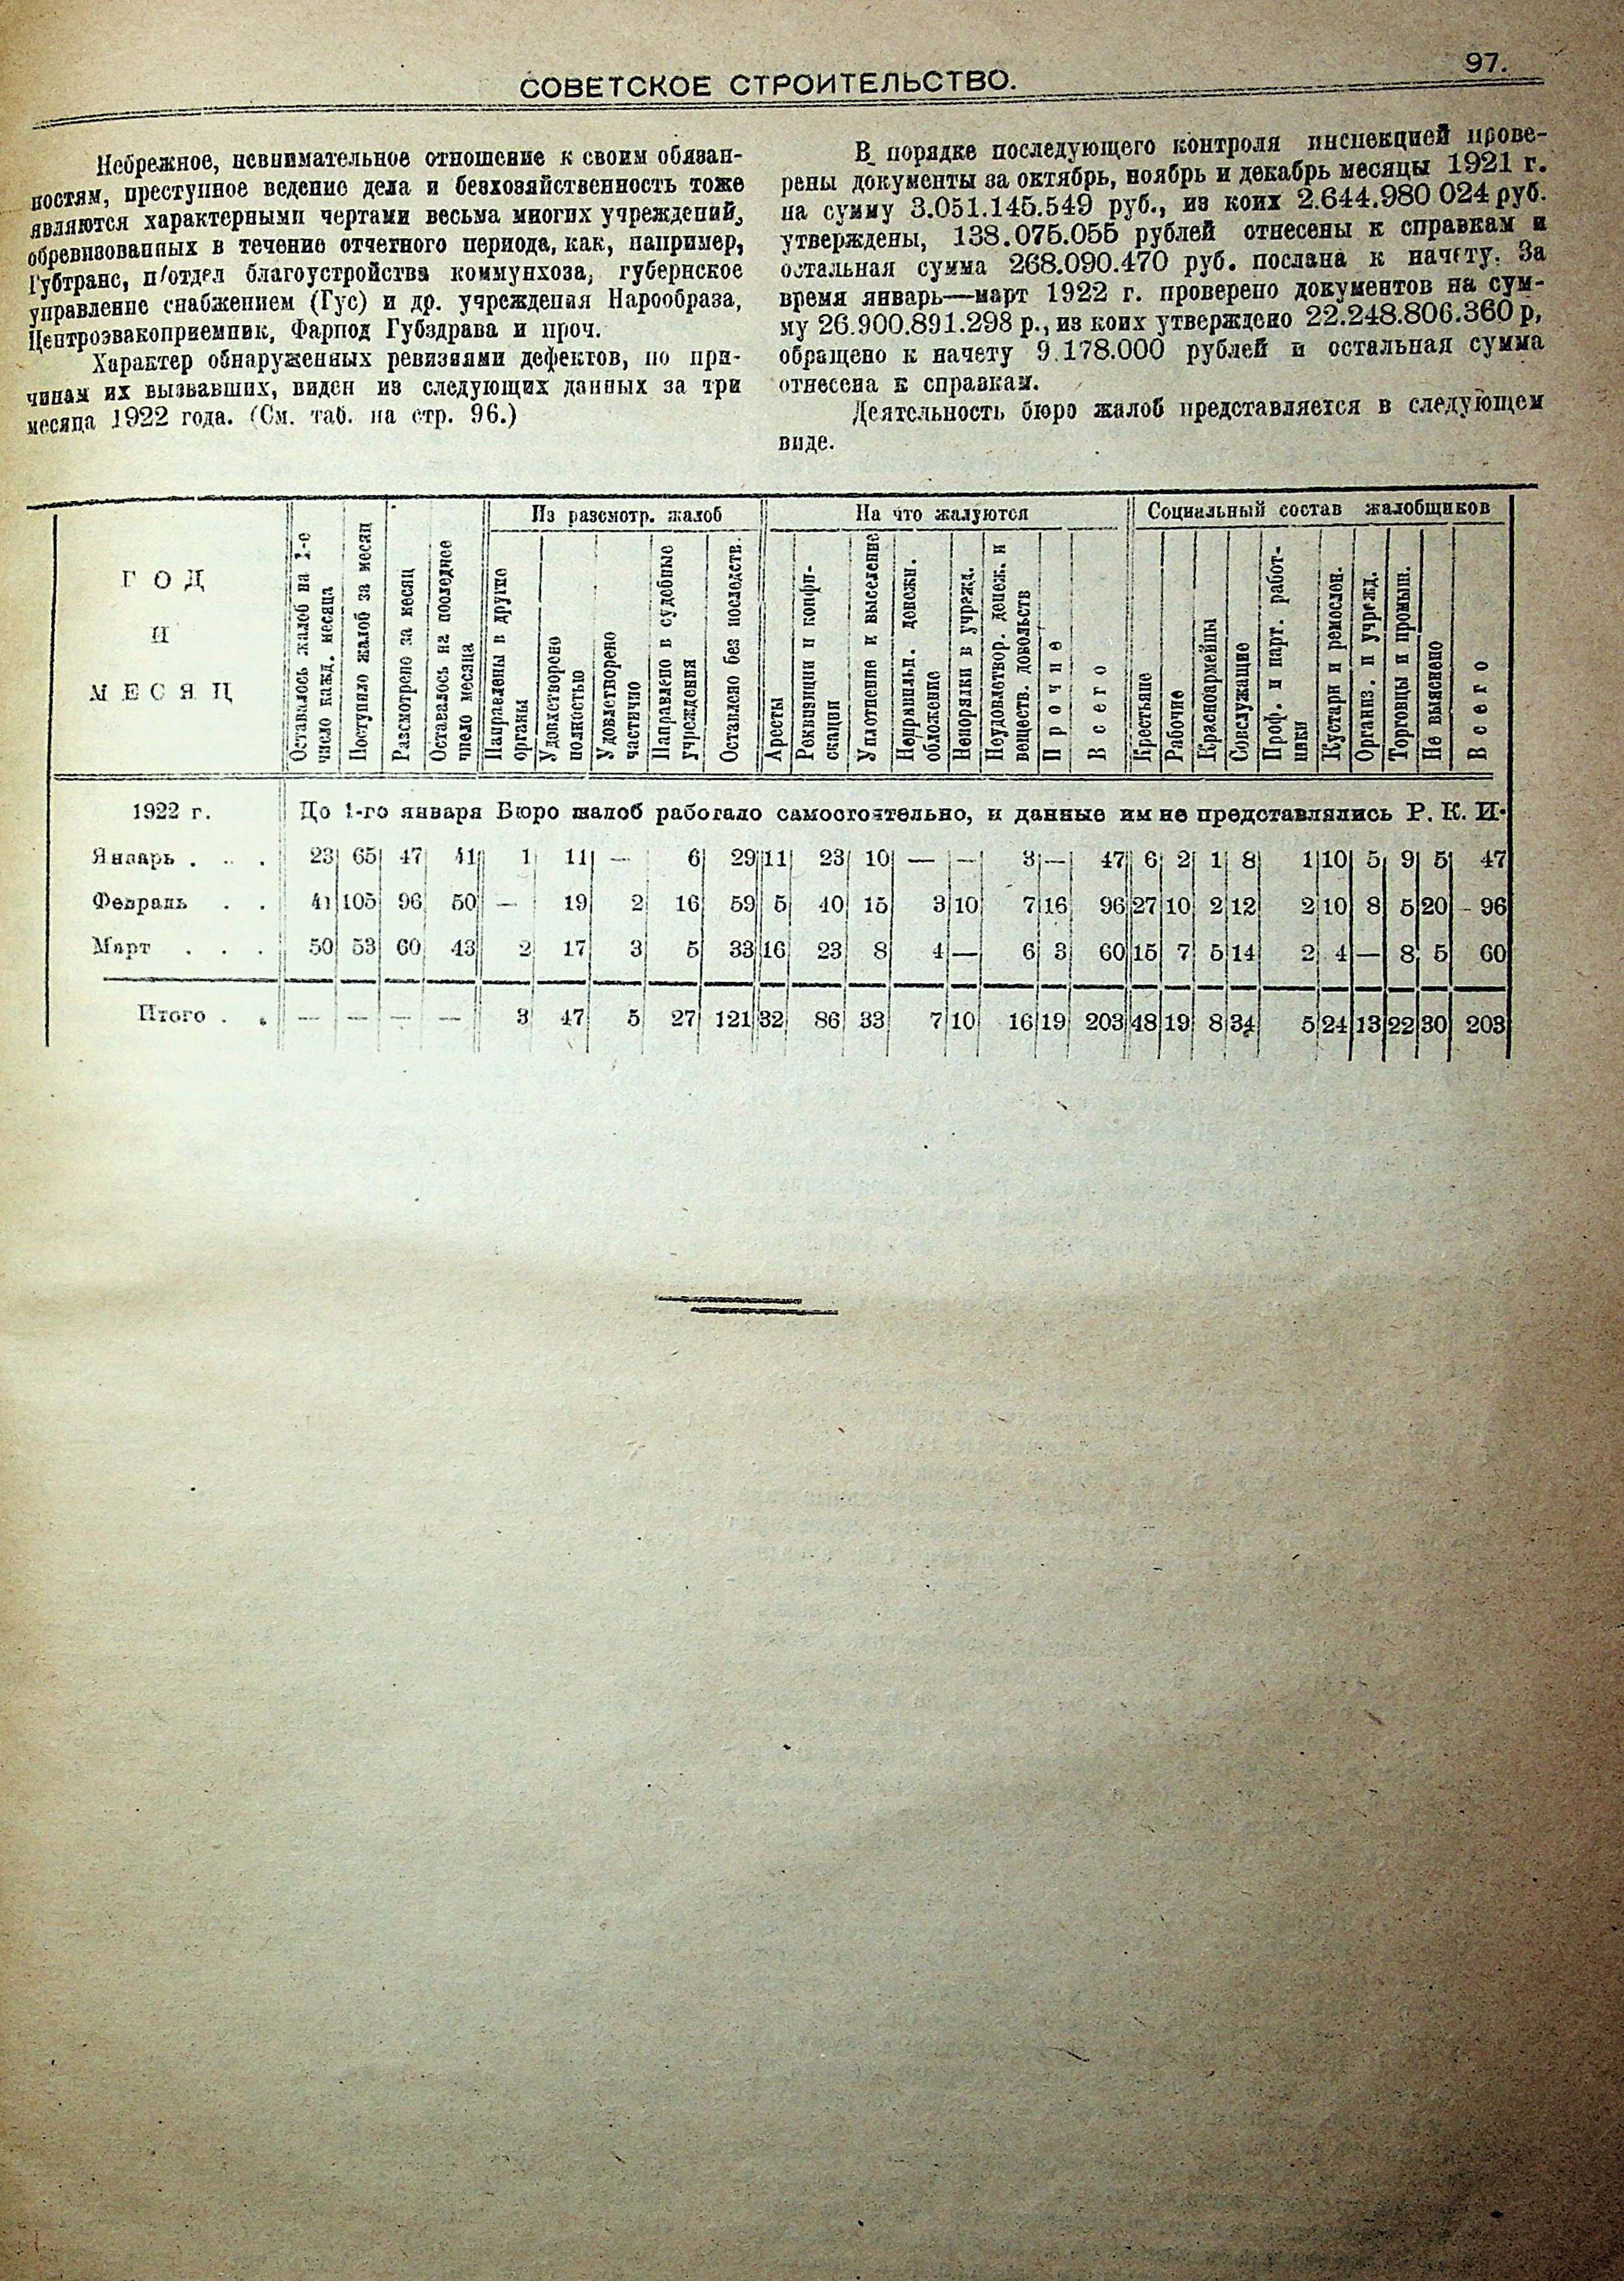 СОВЕТСКОЕ СТРОИТЕЛЬСТВО.
97.
Небрежное, невнимательное отношение к своим обязан-
ностям, преступное ведение дела и безхозяйственность тоже
являются характерными чертами весьма многих учреждений,
обревизованных в течение отчетного периода, как, например,
Губтранс, п/отдел благоустройства коммунхоза, губернское
управление снабжением (Гус) и др. учреждения Нарообраза,
Центроэвакоприемник, Фарпод Губздрава и проч.
Характер обнаруженных ревизиями дефектов, по при-
чинам их вызвавших, виден из следующих данных за три
месяца 1922 года. (См. таб. на стр. 96.)
В порядке последующего контроля инспекцией прове-
рены документы за октябрь, ноябрь и декабрь месяцы 1921 г.
на сумму 3.051.145.549 руб., из коих 2.644.980 024 руб.
утверждены, 138.075.055 рублей отнесены к справкам и
остальная сумма 268.090.470 руб. послана к начету. За
время январь—март 1922 г. проверено документов на сум-
му 26.900.891.298 р., из коих утверждено 22.248.806.360 р,
обращено к начету 9.178.000 рублей и остальная сумма
отнесена к справкам.
Деятельность бюро жалоб представляется в следующем
виде.
ГОД
И
МЕСЯЦ
Оставалось жалоб на 1-е
число кажд. месяца
Поступило жалоб за месяц
Разсмотрено за месяц
Оставалось на последнее
число месяца
Из разсмотр. жалоб
Направлены в другие
органы
Удовлетворено
полностью
Удовлетворено
частично
Направлено в судебные
учреждения
Оставлено без последств.
На что жалуются
Аресты
Реквизиции и конфи-
скации
Уплотнение и выселение
Неправильн. денежн.
обложение
Непорядки в учрежд.
Неудовлетвор. денеж. и
веществ. довольств
Прочие
Всего
Социальный состав жалобщиков
Крестьяне
Рабочие
Красноармейцы
Совслужащие
Проф. и парт. работ-
ники
Кустари и ремеслен.
Организ. и учрежд.
Торговцы и промыш.
Не выяснено
Всего
1922 г. До 1-го января Бюро жалоб работало самостоятельно, и данные им не представлялись Р. К. И.
Январь . . . 23 65 47 41 1 11 — 6 29 11 23 10 — — 3 — 47 6 2 1 8 1 10 5 9 5 47
Февраль . . 41 105 96 50 — 19 2 16 59 5 40 15 3 10 7 16 96 27 10 2 12 2 10 8 5 20 96
Март . . . 50 53 60 43 2 17 3 5 33 16 23 8 4 — 6 3 60 15 7 5 14 2 4 — 8 5 60
Итого . . — — — — 3 47 5 27 121 32 86 33 7 10 16 19 203 48 19 8 34 5 24 13 22 30 203